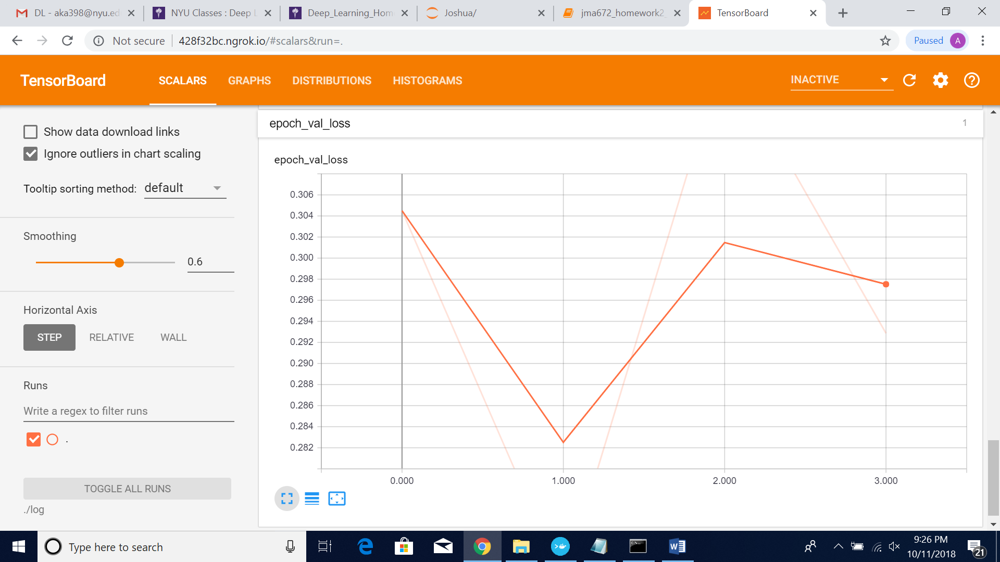 DL - aka398@nyu.ed
NYU Classes : Deep L
Deep_Learning_Hom
Joshua/
jma672_homework2_
TensorBoard
Not secure
428f32bc.ngrok.io/#scalars&run=.
Paused
A
TensorBoard
SCALARS
GRAPHS
DISTRIBUTIONS
HISTOGRAMS
INACTIVE
Show data download links
Ignore outliers in chart scaling
Tooltip sorting method: default
Smoothing
0.6
Horizontal Axis
STEP
RELATIVE
WALL
Runs
Write a regex to filter runs
.
TOGGLE ALL RUNS
./log
epoch_val_loss
1
epoch_val_loss
0.306
0.304
0.302
0.300
0.298
0.296
0.294
0.292
0.290
0.288
0.286
0.284
0.282
0.000
1.000
2.000
3.000
Type here to search
9:26 PM
10/11/2018
21